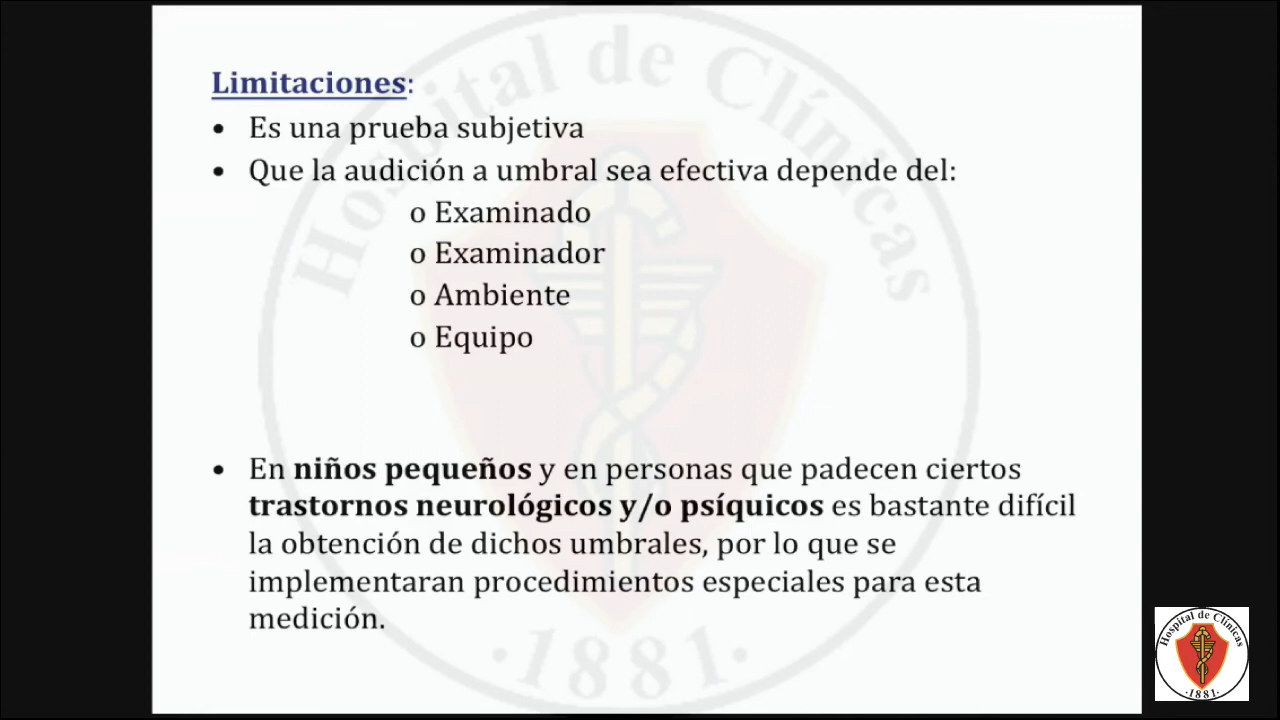 Limitaciones:
• Es una prueba subjetiva
• Que la audición a umbral sea efectiva depende del:
o Examinado
o Examinador
o Ambiente
o Equipo
• En niños pequeños y en personas que padecen ciertos
trastornos neurológicos y/o psíquicos es bastante difícil
la obtención de dichos umbrales, por lo que se
implementaran procedimientos especiales para esta
medición.
Hospital de Clínicas
·1881·
Hospital de Clínicas
·1881·